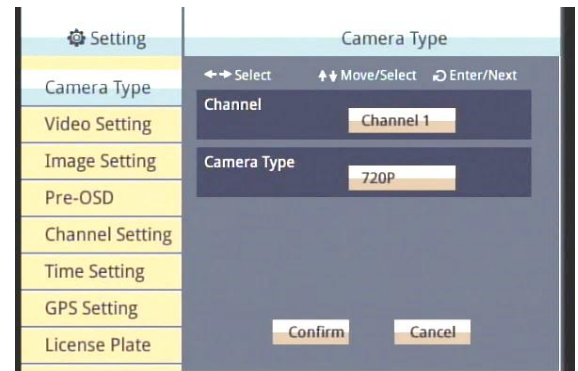 Setting
Camera Type
Select Move/Select Enter/Next
Camera Type
Video Setting
Image Setting
Pre-OSD
Channel Setting
Time Setting
GPS Setting
License Plate
Channel
Channel 1
Camera Type
720P
Confirm Cancel